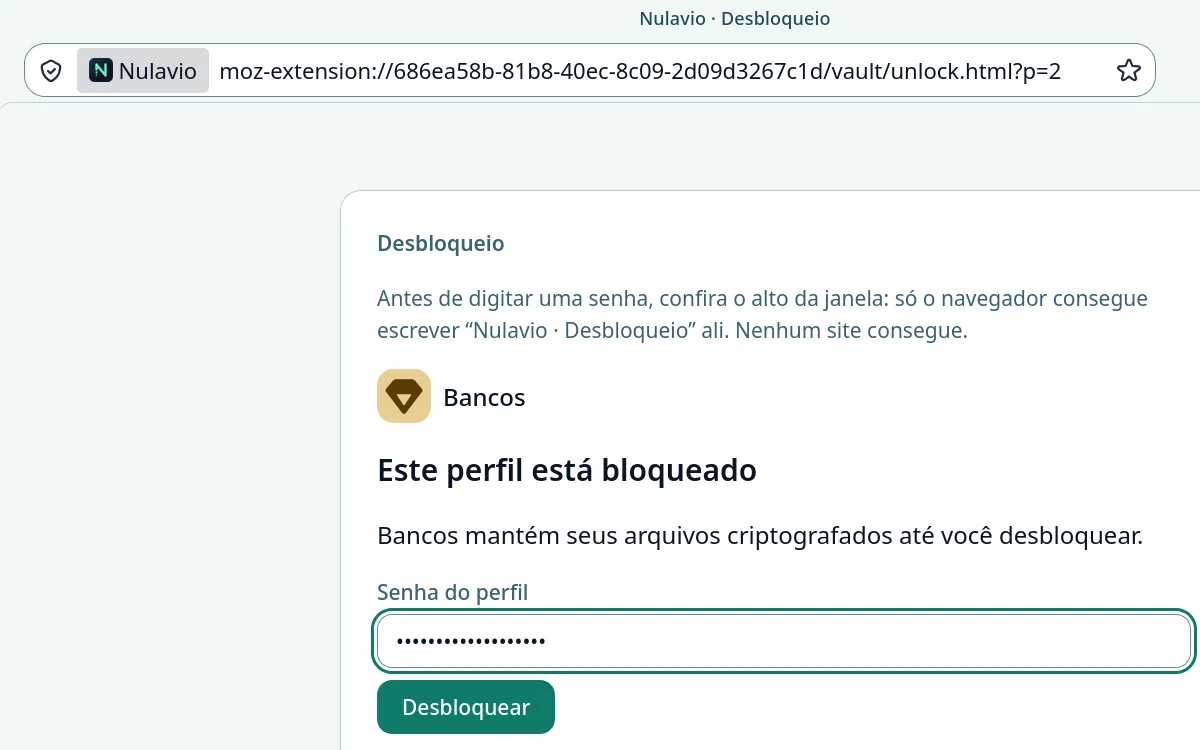 Nulavio · Desbloqueio
Nulavio moz-extension://686ea58b-81b8-40ec-8c09-2d09d3267c1d/vault/unlock.html?p=2
Desbloqueio
Antes de digitar uma senha, confira o alto da janela: só o navegador consegue
escrever “Nulavio · Desbloqueio” ali. Nenhum site consegue.
Bancos
Este perfil está bloqueado
Bancos mantém seus arquivos criptografados até você desbloquear.
Senha do perfil
•••••••••••••••••••
Desbloquear